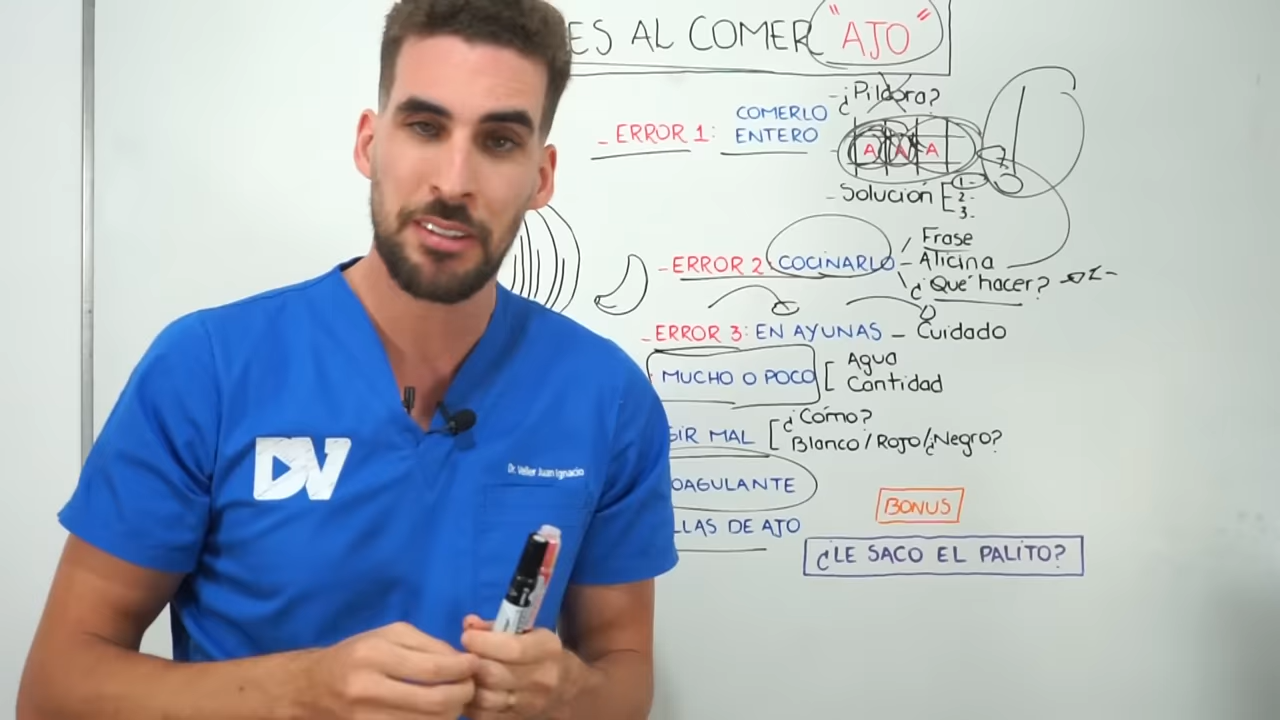 ES AL COMER "AJO"
- ¿Píldora?
- ERROR 1: COMERLO
ENTERO
A A A
- Solución
1-
2-
3-
- ERROR 2: COCINARLO
Frase
- Alicina
¿Qué hacer?
- ERROR 3: EN AYUNAS - Cuidado
MUCHO O POCO
Agua
Cantidad
GIR MAL
¿Cómo?
Blanco/Rojo/¿Negro?
OAGULANTE
LLAS DE AJO
BONUS
¿LE SACO EL PALITO?
DV
Dr. Veller Juan Ignacio